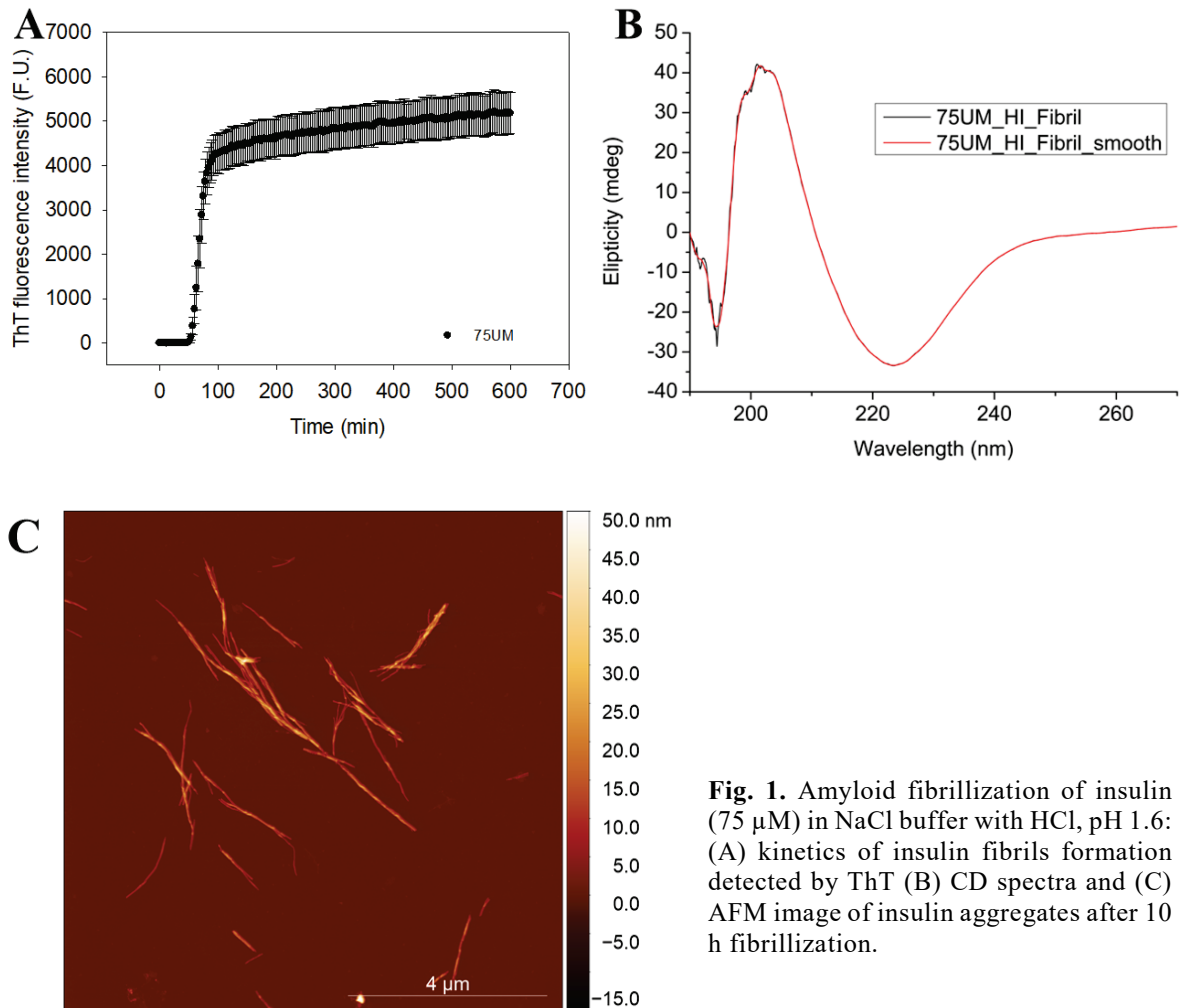 A
ThT fluorescence intensity (F.U.)
7000
6000
5000
4000
3000
2000
1000
0
75UM
0 100 200 300 400 500 600 700
Time (min)
B
Elipticity (mdeg)
50
40
30
20
10
0
-10
-20
-30
-40
75UM_HI_Fibril
75UM_HI_Fibril_smooth
200 220 240 260
Wavelength (nm)
C
4 µm
50.0 nm
45.0
40.0
35.0
30.0
25.0
20.0
15.0
10.0
5.0
0.0
−5.0
−15.0
Fig. 1. Amyloid fibrillization of insulin
(75 µM) in NaCl buffer with HCl, pH 1.6:
(A) kinetics of insulin fibrils formation
detected by ThT (B) CD spectra and (C)
AFM image of insulin aggregates after 10
h fibrillization.